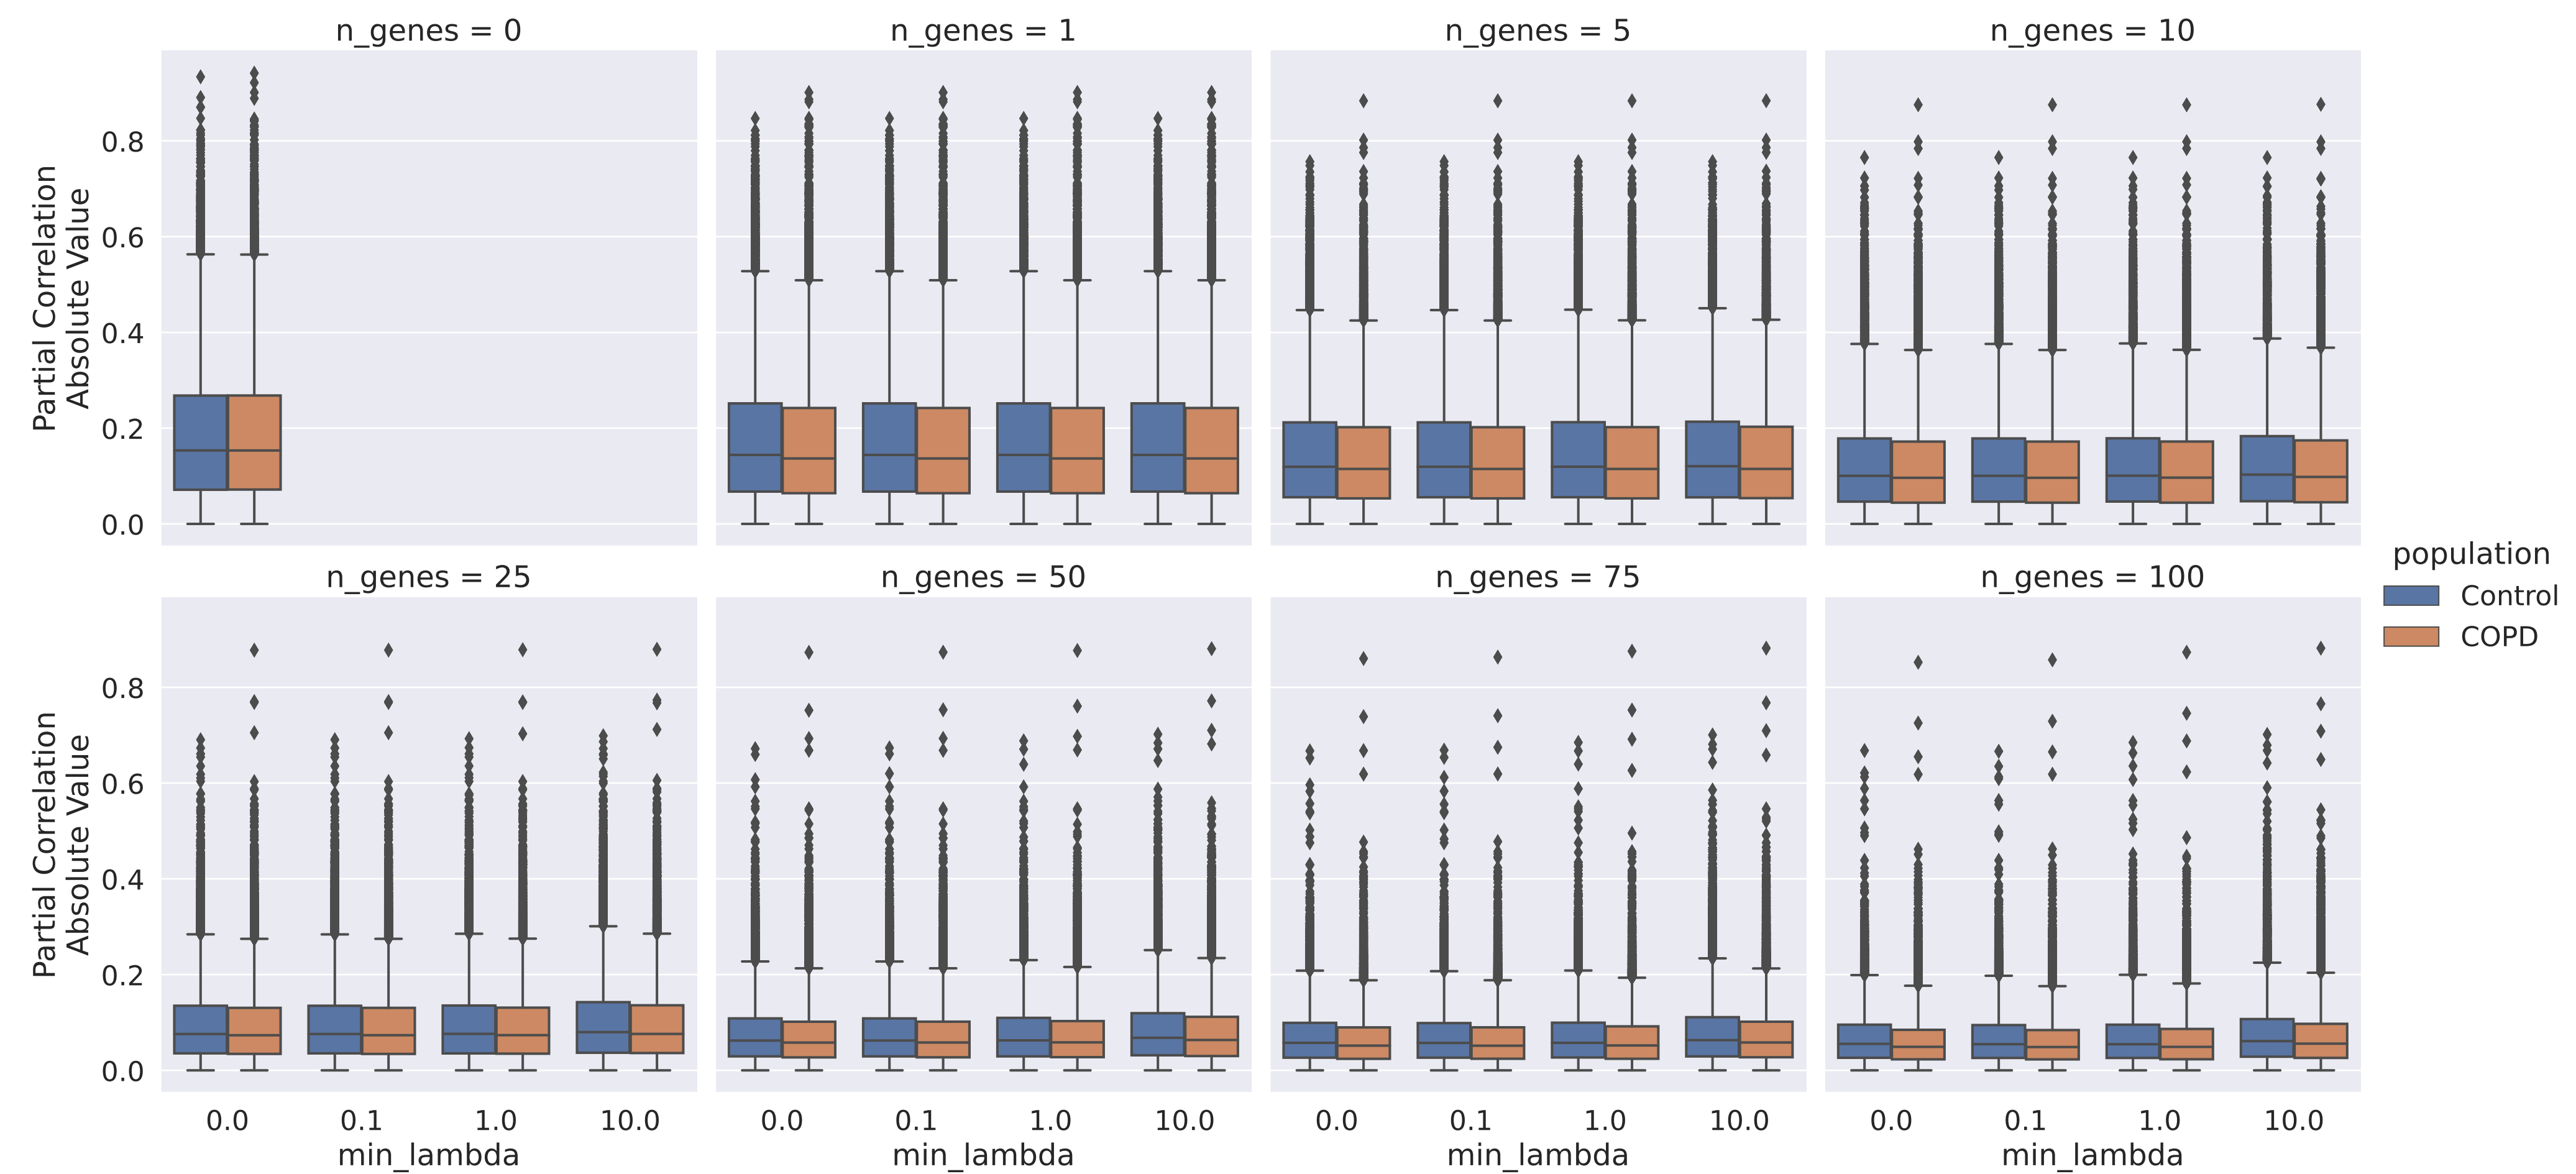 n_genes = 0
n_genes = 1
n_genes = 5
n_genes = 10
Partial Correlation
Absolute Value
0.8
0.6
0.4
0.2
0.0
n_genes = 25
n_genes = 50
n_genes = 75
n_genes = 100
Partial Correlation
Absolute Value
0.8
0.6
0.4
0.2
0.0
0.0 0.1 1.0 10.0
min_lambda
0.0 0.1 1.0 10.0
min_lambda
0.0 0.1 1.0 10.0
min_lambda
0.0 0.1 1.0 10.0
min_lambda
population
Control
COPD